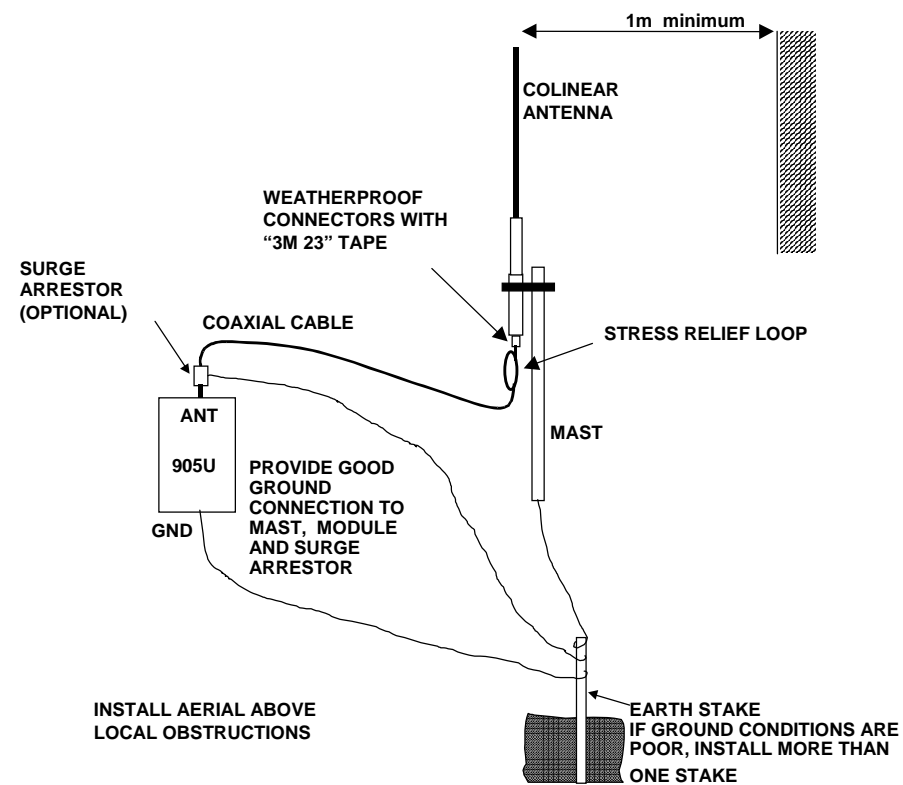 1m minimum
COLINEAR
ANTENNA
WEATHERPROOF
CONNECTORS WITH
“3M 23” TAPE
SURGE
ARRESTOR
(OPTIONAL)
COAXIAL CABLE
STRESS RELIEF LOOP
ANT
905U
GND
MAST
PROVIDE GOOD
GROUND
CONNECTION TO
MAST, MODULE
AND SURGE
ARRESTOR
INSTALL AERIAL ABOVE
LOCAL OBSTRUCTIONS
EARTH STAKE
IF GROUND CONDITIONS ARE
POOR, INSTALL MORE THAN
ONE STAKE